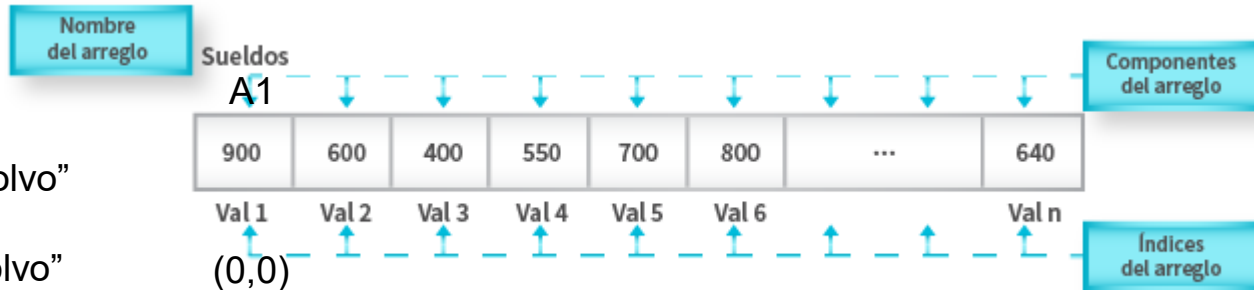 Nombre
del arreglo
Sueldos
A1
Componentes
del arreglo
900 600 400 550 700 800 ... 640
olvo”
Val 1 Val 2 Val 3 Val 4 Val 5 Val 6 Val n
Índices
del arreglo
olvo”
(0,0)